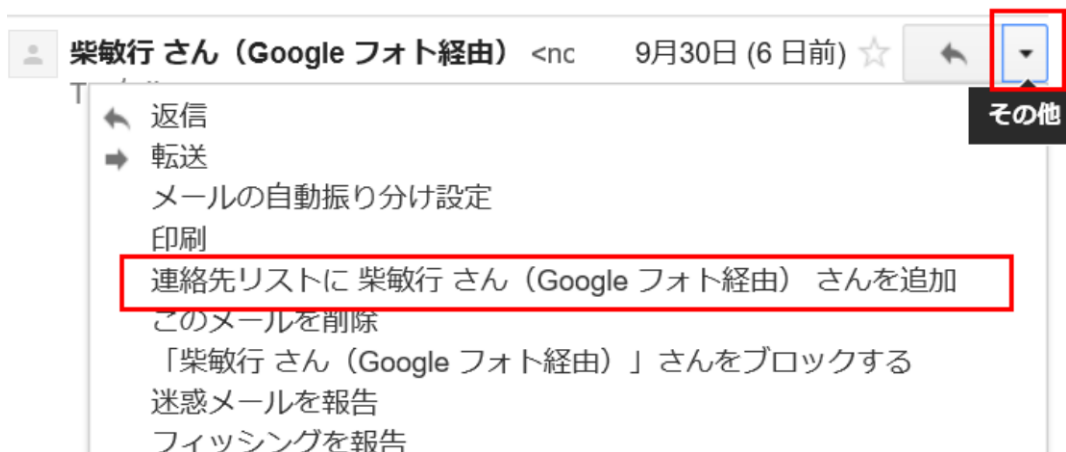 柴敏行 さん（Google フォト経由） <nc 9月30日 (6 日前)
その他
返信
転送
メールの自動振り分け設定
印刷
連絡先リストに 柴敏行 さん（Google フォト経由） さんを追加
このメールを削除
「柴敏行 さん（Google フォト経由）」さんをブロックする
迷惑メールを報告
フィッシングを報告